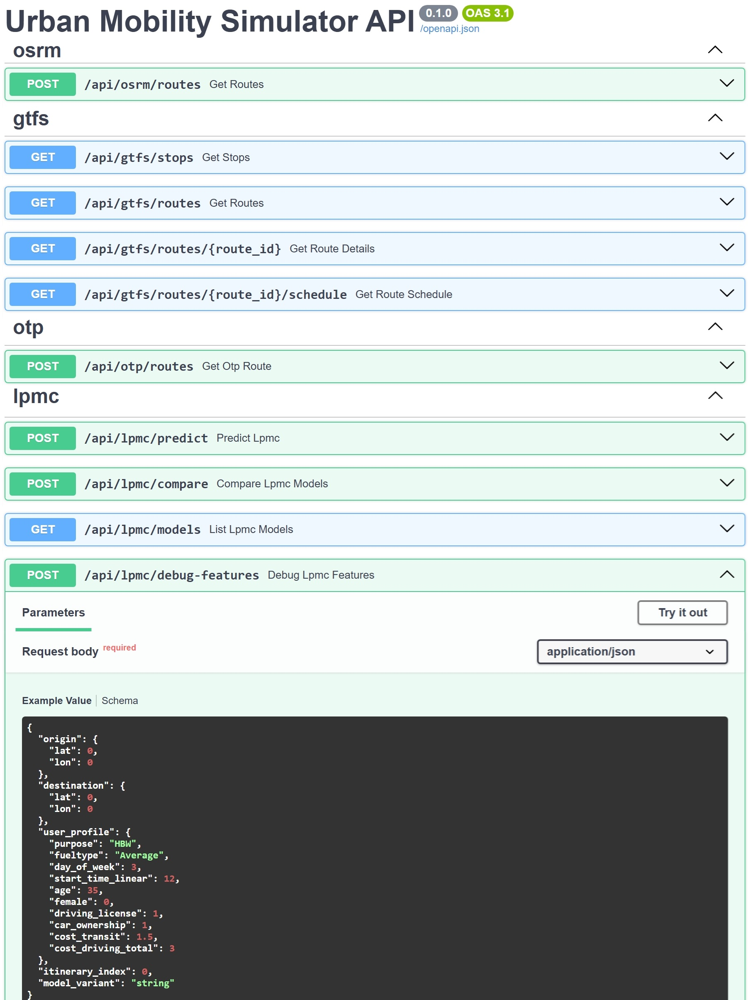 Urban Mobility Simulator API 0.1.0 OAS 3.1
/openapi.json
osrm
POST /api/osrm/routes Get Routes
gtfs
GET /api/gtfs/stops Get Stops
GET /api/gtfs/routes Get Routes
GET /api/gtfs/routes/{route_id} Get Route Details
GET /api/gtfs/routes/{route_id}/schedule Get Route Schedule
otp
POST /api/otp/routes Get Otp Route
lpmc
POST /api/lpmc/predict Predict Lpmc
POST /api/lpmc/compare Compare Lpmc Models
GET /api/lpmc/models List Lpmc Models
POST /api/lpmc/debug-features Debug Lpmc Features
Parameters Try it out
Request body required application/json
Example Value Schema
{
  "origin": {
    "lat": 0,
    "lon": 0
  },
  "destination": {
    "lat": 0,
    "lon": 0
  },
  "user_profile": {
    "purpose": "HBW",
    "fueltype": "Average",
    "day_of_week": 3,
    "start_time_linear": 12,
    "age": 35,
    "female": 0,
    "driving_license": 1,
    "car_ownership": 1,
    "cost_transit": 1.5,
    "cost_driving_total": 3
  },
  "itinerary_index": 0,
  "model_variant": "string"
}